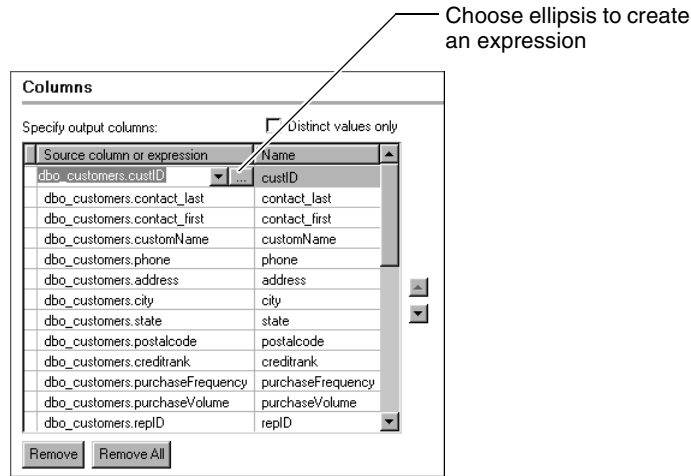 Choose ellipsis to create
an expression
Columns
Specify output columns:
Distinct values only
Source column or expression Name
dbo_customers.custID ... custID
dbo_customers.contact_last contact_last
dbo_customers.contact_first contact_first
dbo_customers.customName customName
dbo_customers.phone phone
dbo_customers.address address
dbo_customers.city city
dbo_customers.state state
dbo_customers.postalcode postalcode
dbo_customers.creditrank creditrank
dbo_customers.purchaseFrequency purchaseFrequency
dbo_customers.purchaseVolume purchaseVolume
dbo_customers.repID repID
Remove Remove All